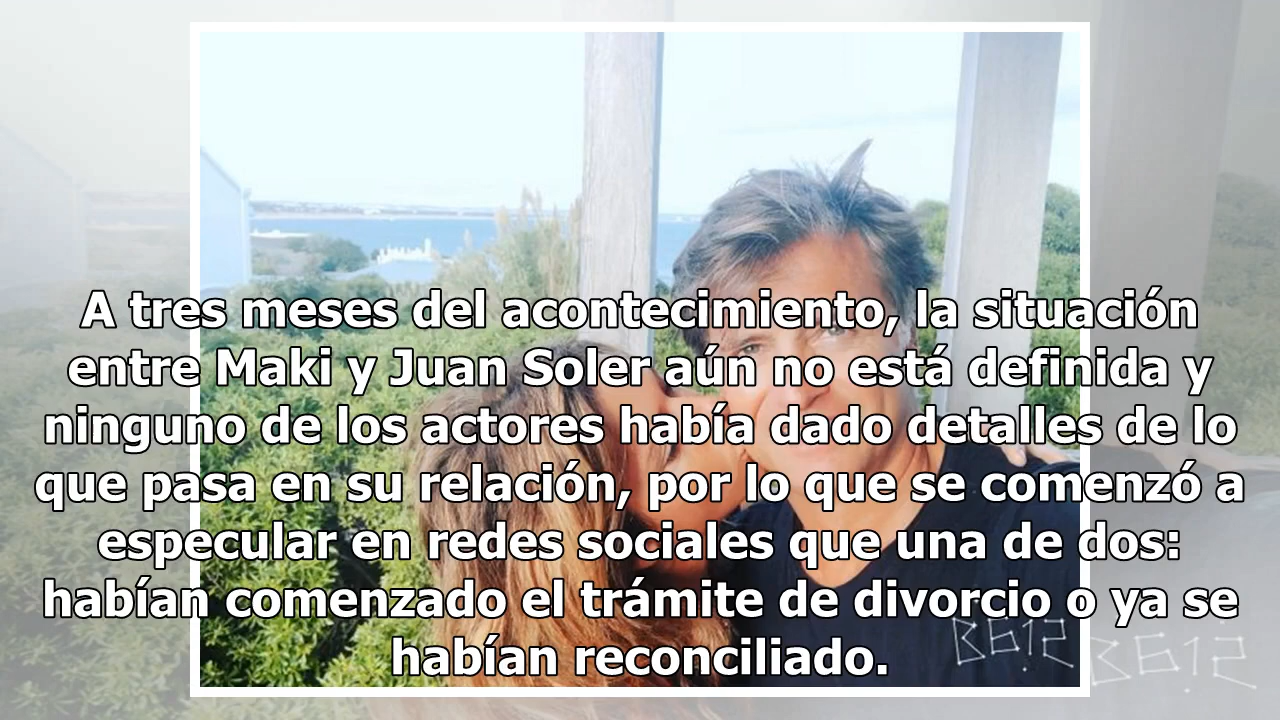 A tres meses del acontecimiento, la situación
entre Maki y Juan Soler aún no está definida y
ninguno de los actores había dado detalles de lo
que pasa en su relación, por lo que se comenzó a
especular en redes sociales que una de dos:
habían comenzado el trámite de divorcio o ya se
habían reconciliado.
B612
B612